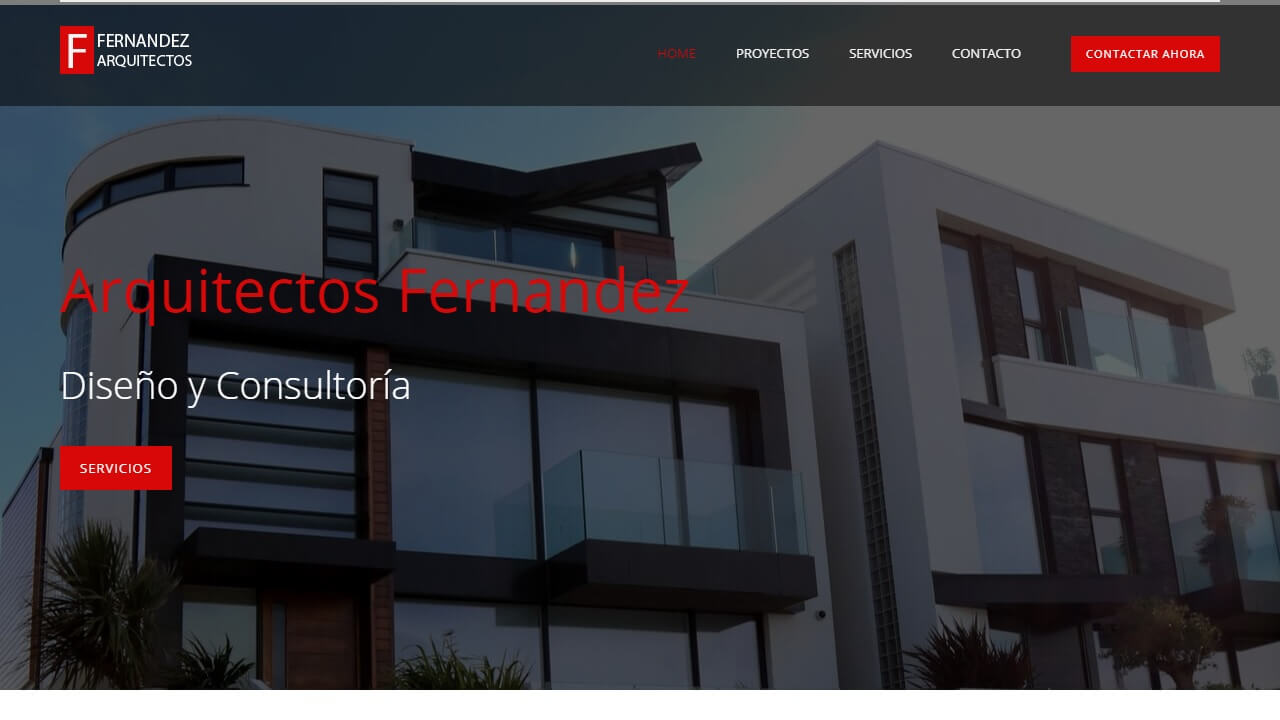 F
FERNANDEZ
ARQUITECTOS
HOME PROYECTOS SERVICIOS CONTACTO CONTACTAR AHORA
Arquitectos Fernandez
Diseño y Consultoría
SERVICIOS